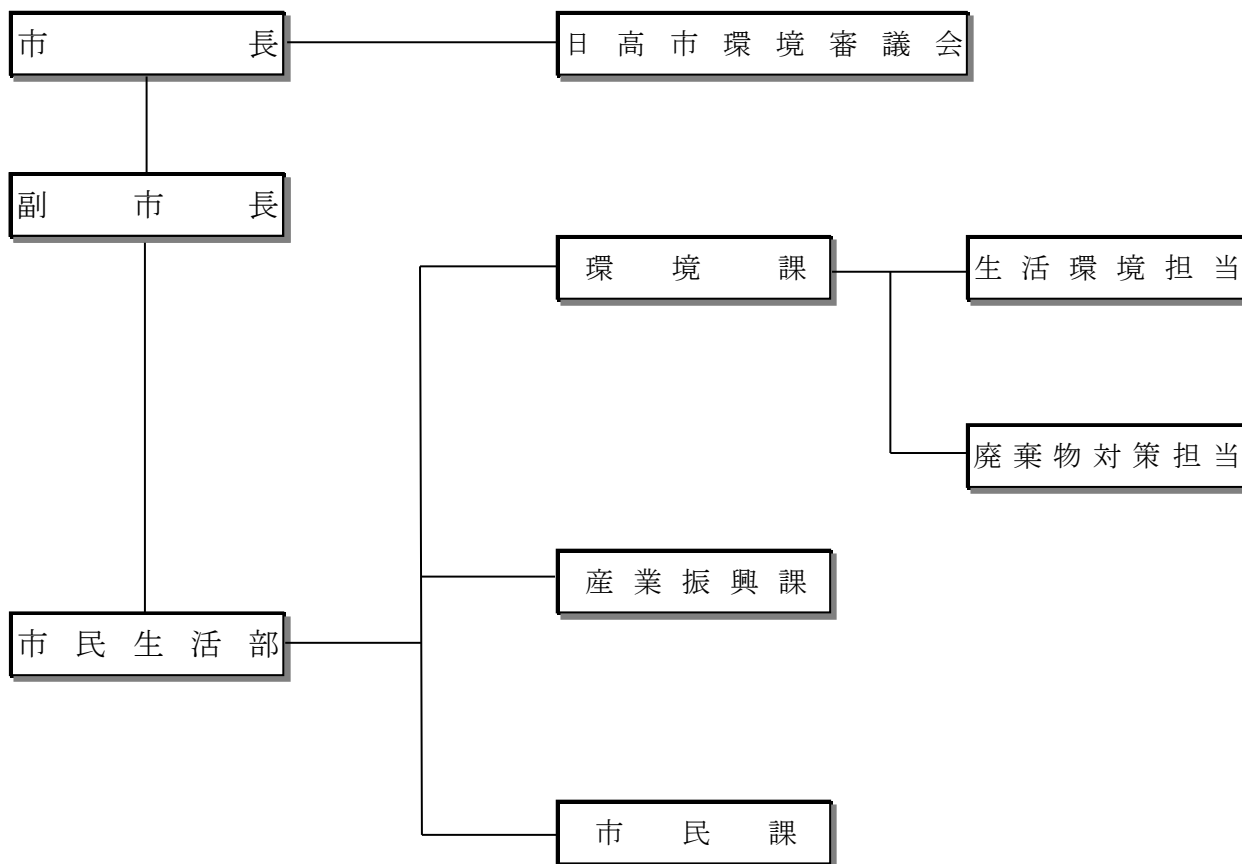 市長
日高市環境審議会
副市長
環境課
生活環境担当
廃棄物対策担当
産業振興課
市民生活部
市民課